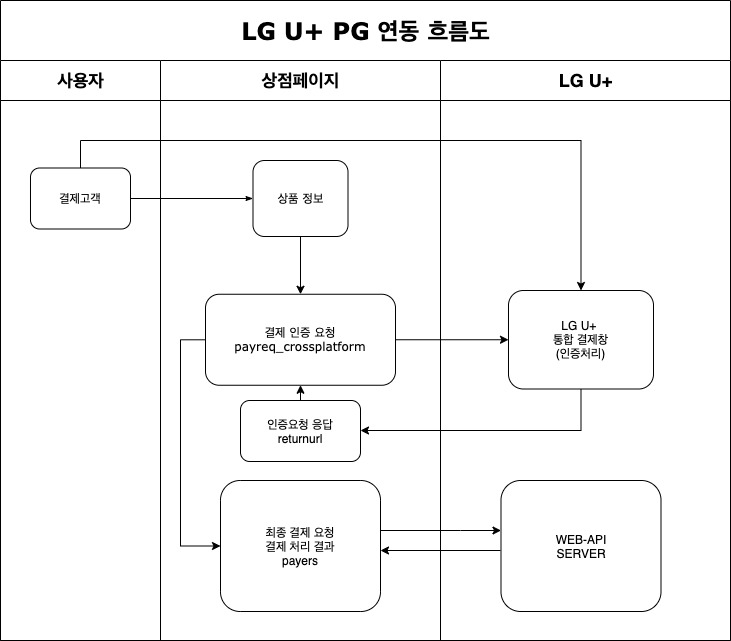 LG U+ PG 연동 흐름도
사용자
상점페이지
LG U+
결제고객
상품 정보
결제 인증 요청
payreq_crossplatform
LG U+
통합 결제창
(인증처리)
인증요청 응답
returnurl
최종 결제 요청
결제 처리 결과
payers
WEB-API
SERVER